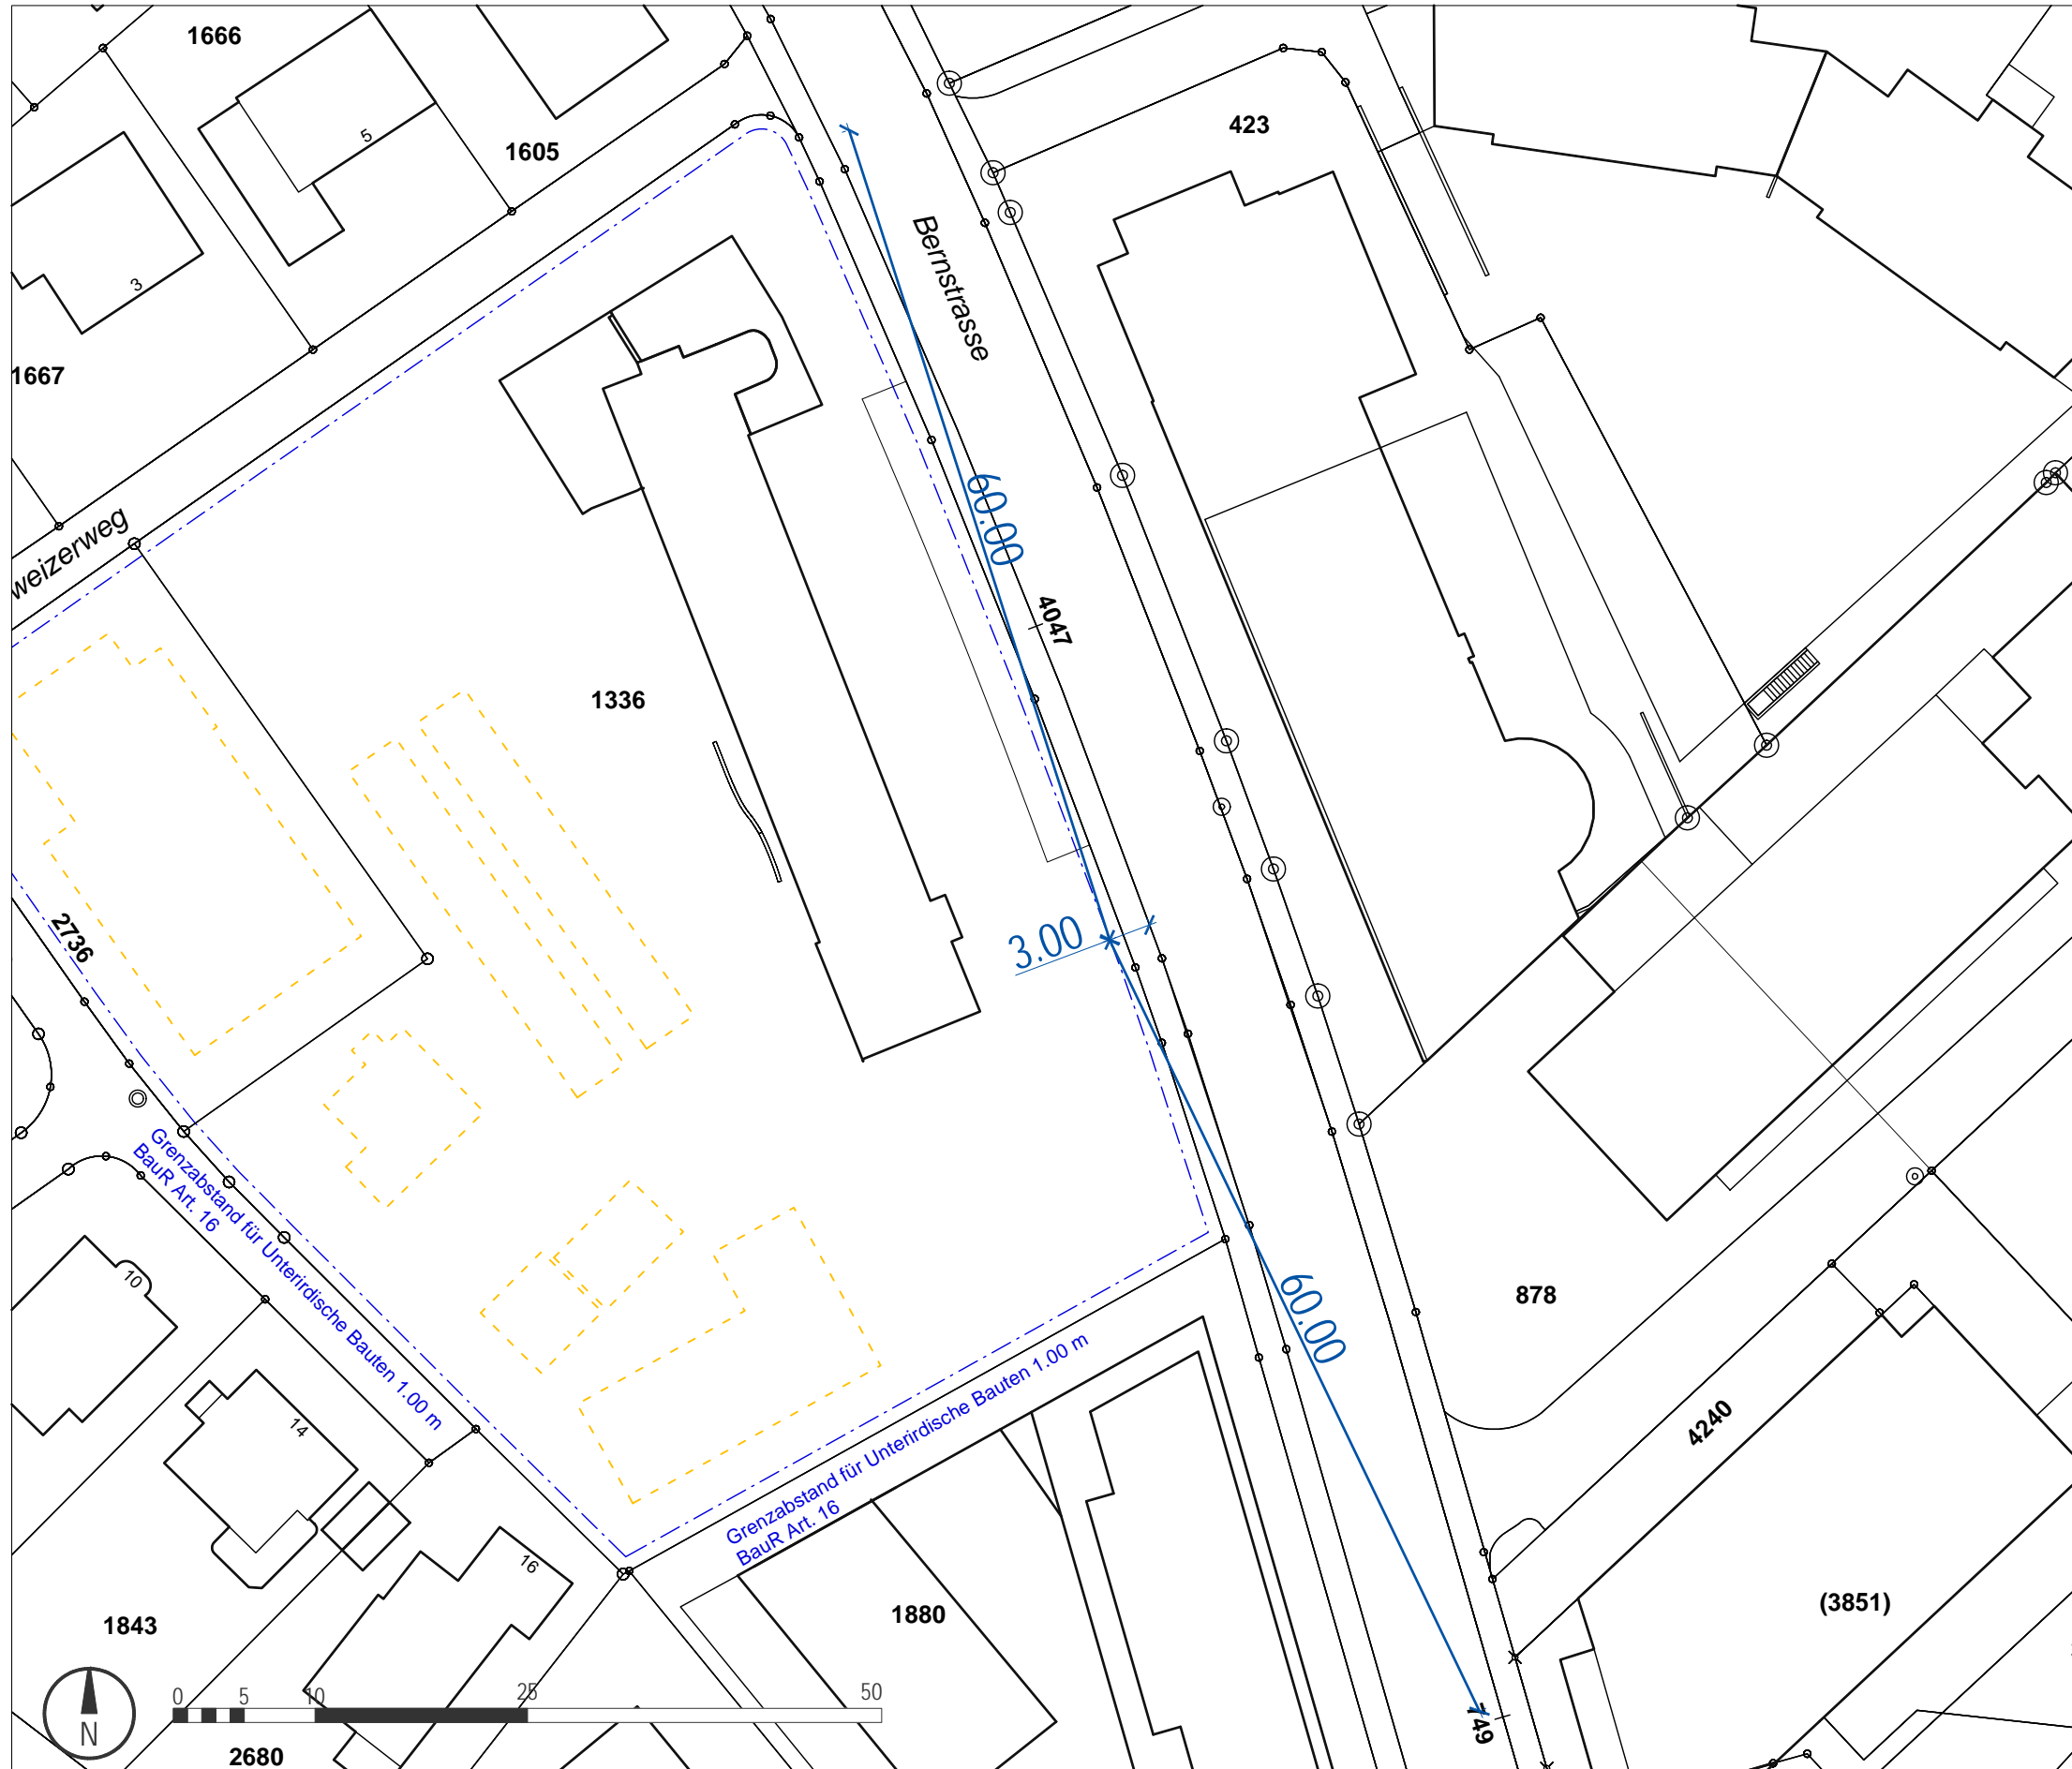 1666
5
1605
423
3
1667
Bernstrasse
60.00
weizerweg
4047
1336
2736
3.00
Grenzabstand für Unterirdische Bauten 1.00 m
BauR Art. 16
10
14
16
878
60.00
4240
Grenzabstand für Unterirdische Bauten 1.00 m
BauR Art. 16
1843
1880
(3851)
0 5 10 25 50
N
2680